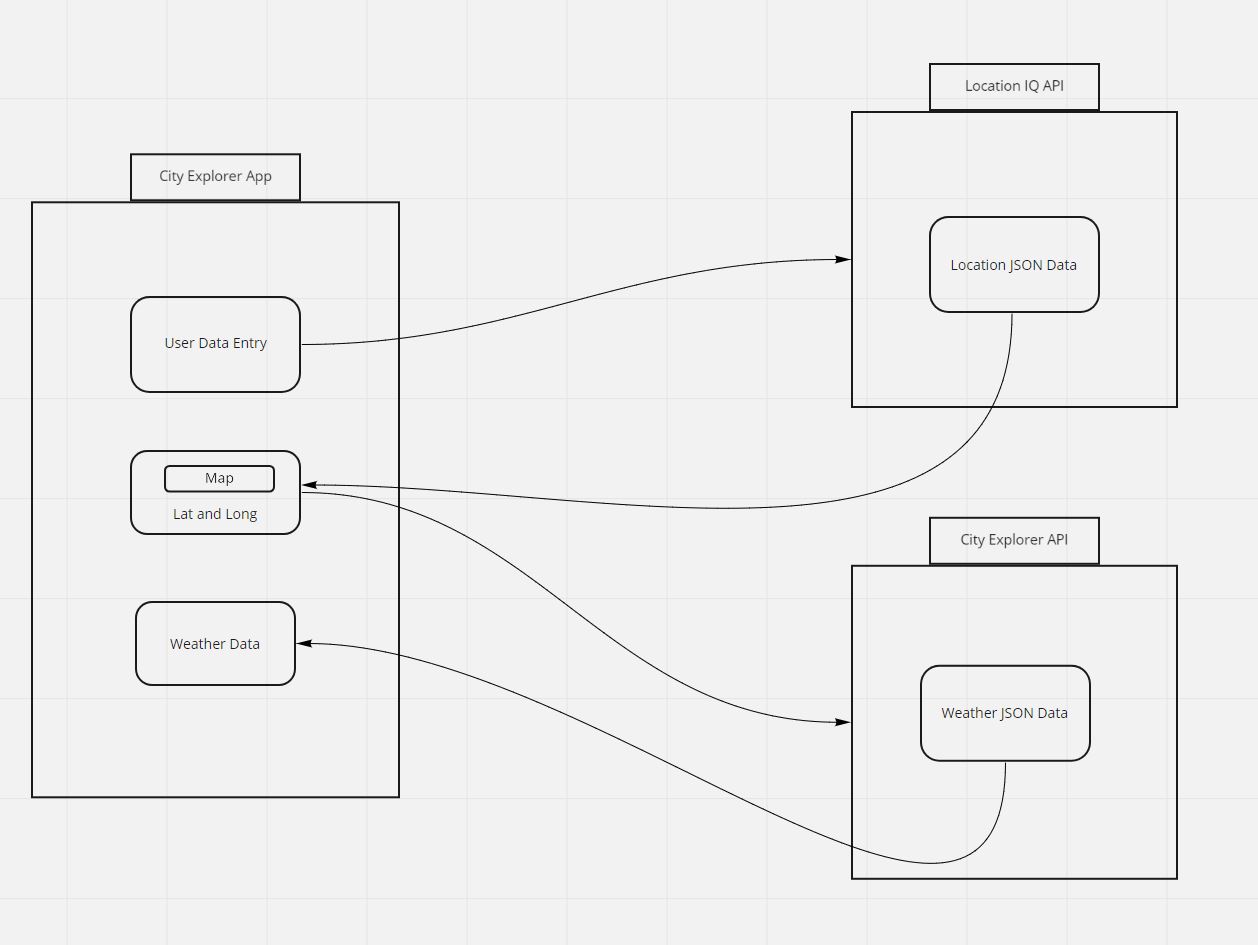 City Explorer App
User Data Entry
Map
Lat and Long
Weather Data
Location IQ API
Location JSON Data
City Explorer API
Weather JSON Data